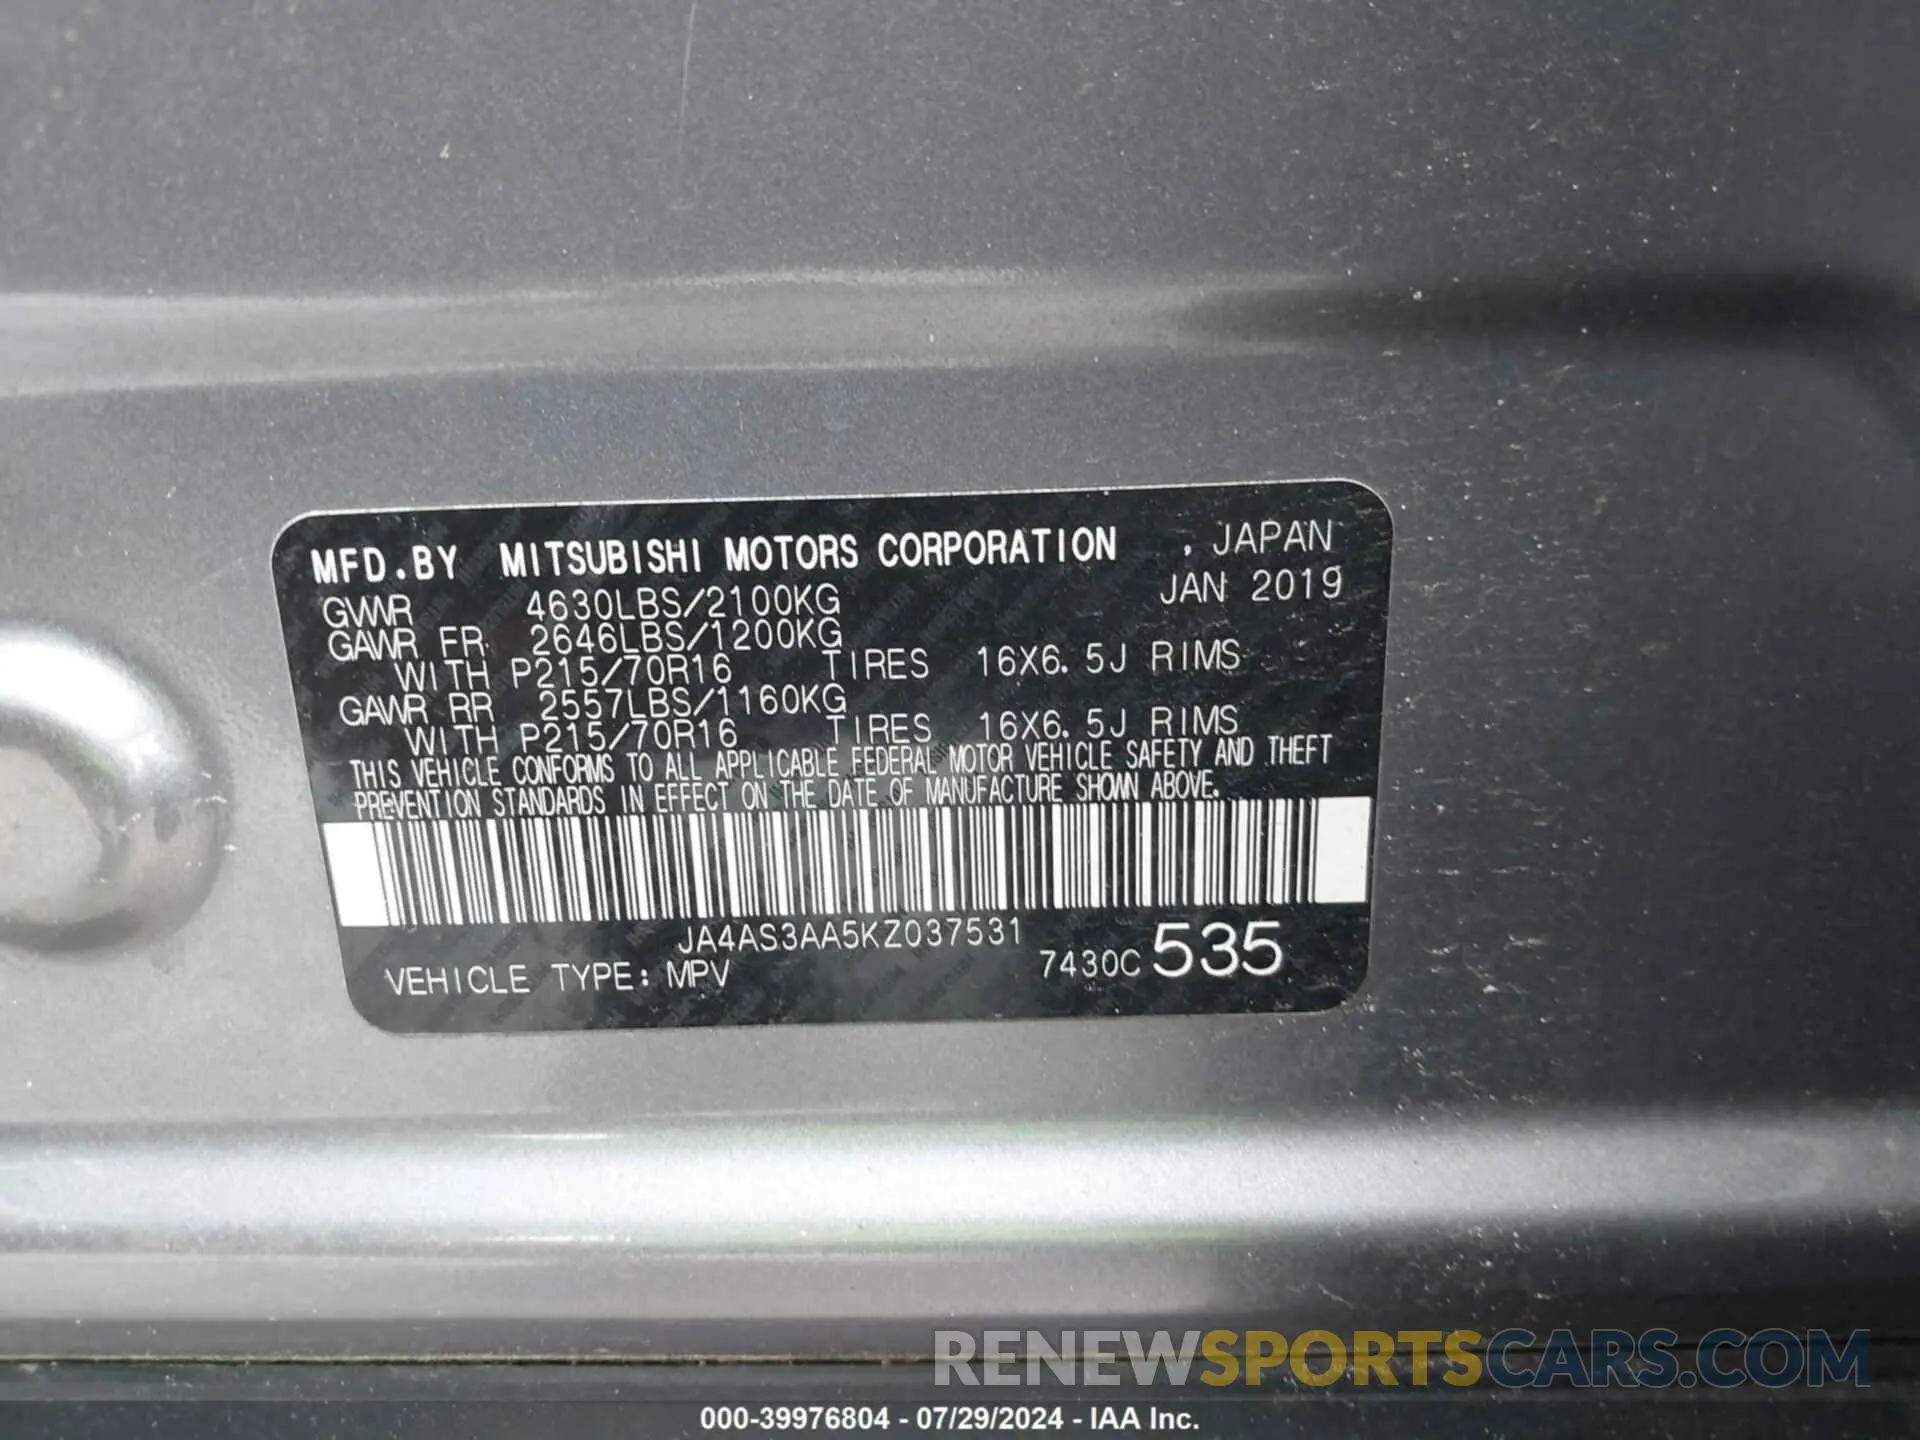 MFD.BY MITSUBISHI MOTORS CORPORATION , JAPAN
JAN 2019
GVWR 4630LBS/2100KG
GAWR FR 2646LBS/1200KG
WITH P215/70R16 TIRES 16X6.5J RIMS
GAWR RR 2557LBS/1160KG
WITH P215/70R16 TIRES 16X6.5J RIMS
THIS VEHICLE CONFORMS TO ALL APPLICABLE FEDERAL MOTOR VEHICLE SAFETY AND THEFT
PREVENTION STANDARDS IN EFFECT ON THE DATE OF MANUFACTURE SHOWN ABOVE.
JA4AS3AA5KZ037531
VEHICLE TYPE: MPV 7430C 535
RENEWSPORTSCARS.COM
000-39976804 - 07/29/2024 - IAA Inc.